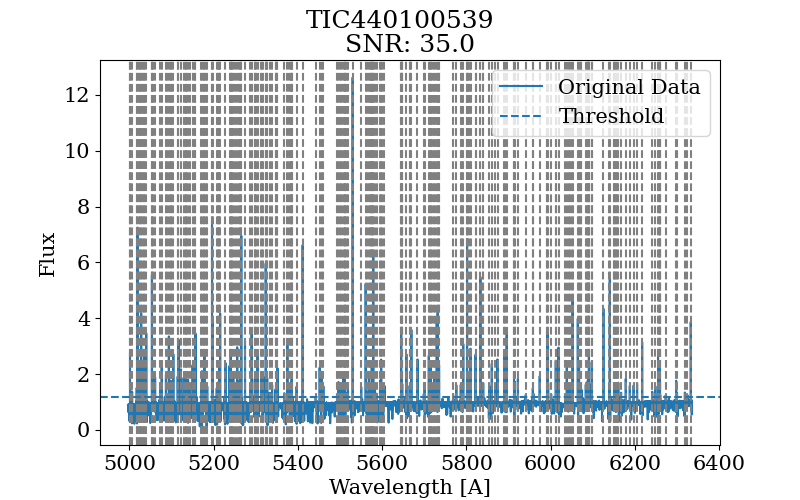 TIC440100539
SNR: 35.0
Original Data
Threshold
Flux
12
10
8
6
4
2
0
5000 5200 5400 5600 5800 6000 6200 6400
Wavelength [A]